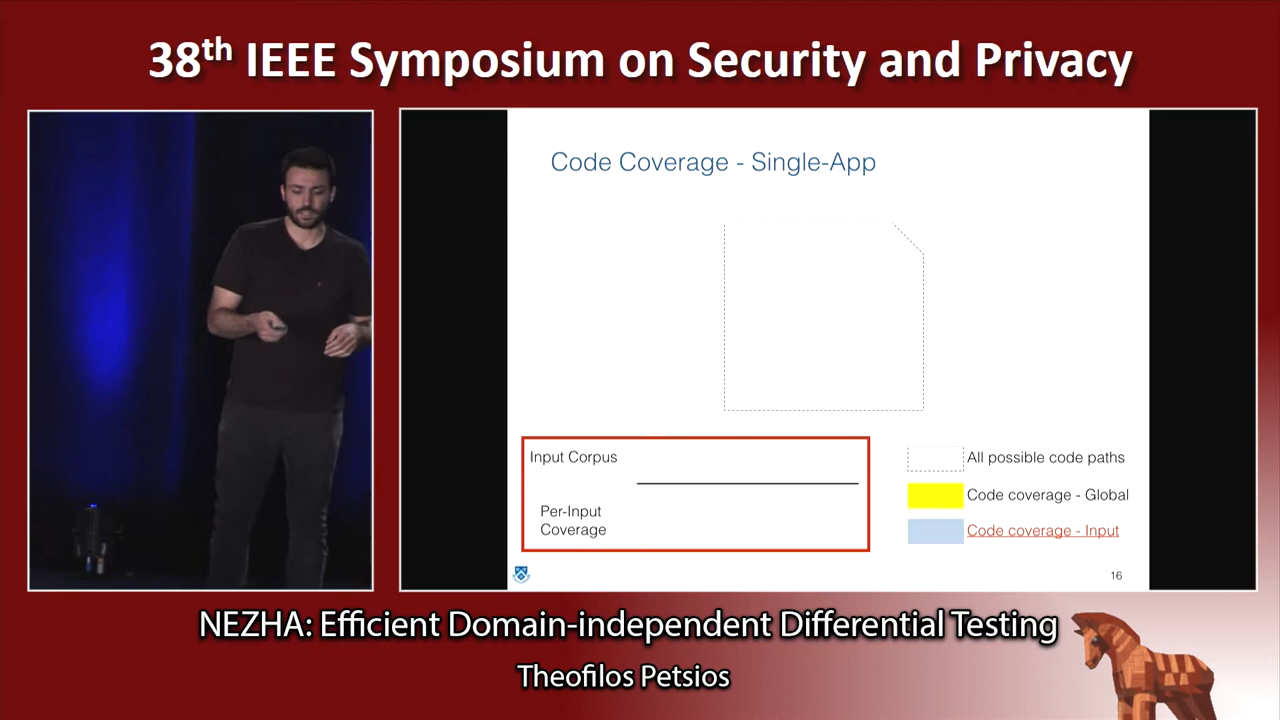 38th IEEE Symposium on Security and Privacy
Code Coverage - Single-App
Input Corpus
Per-Input
Coverage
All possible code paths
Code coverage - Global
Code coverage - Input
16
NEZHA: Efficient Domain-independent Differential Testing
Theofilos Petsios